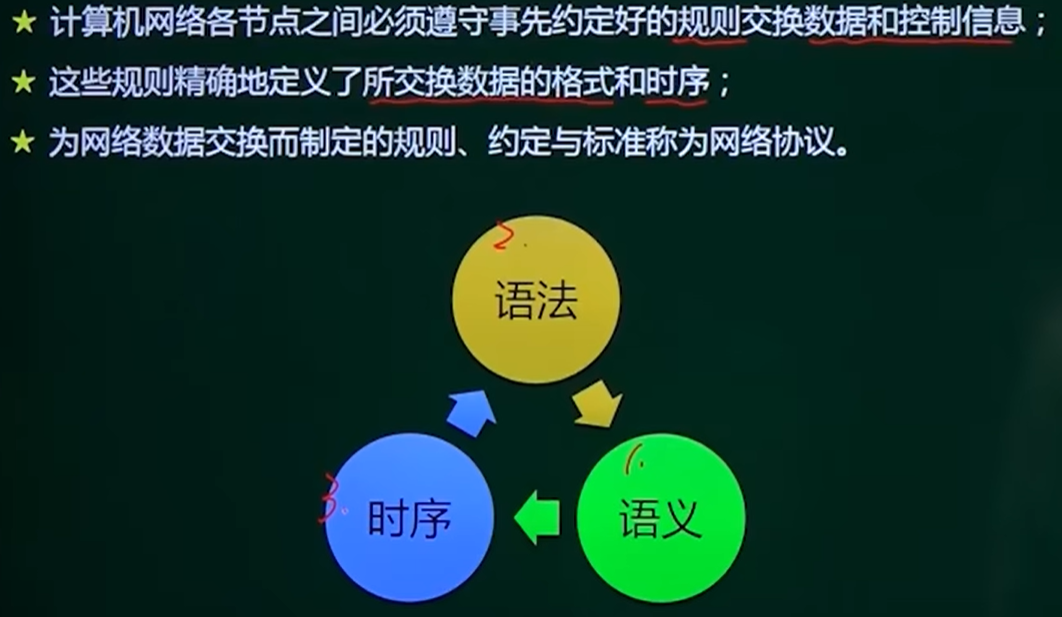 ★ 计算机网络各节点之间必须遵守事先约定好的规则交换数据和控制信息；
★ 这些规则精确地定义了所交换数据的格式和时序；
★ 为网络数据交换而制定的规则、约定与标准称为网络协议。
2.
语法
1.
3.
时序
语义